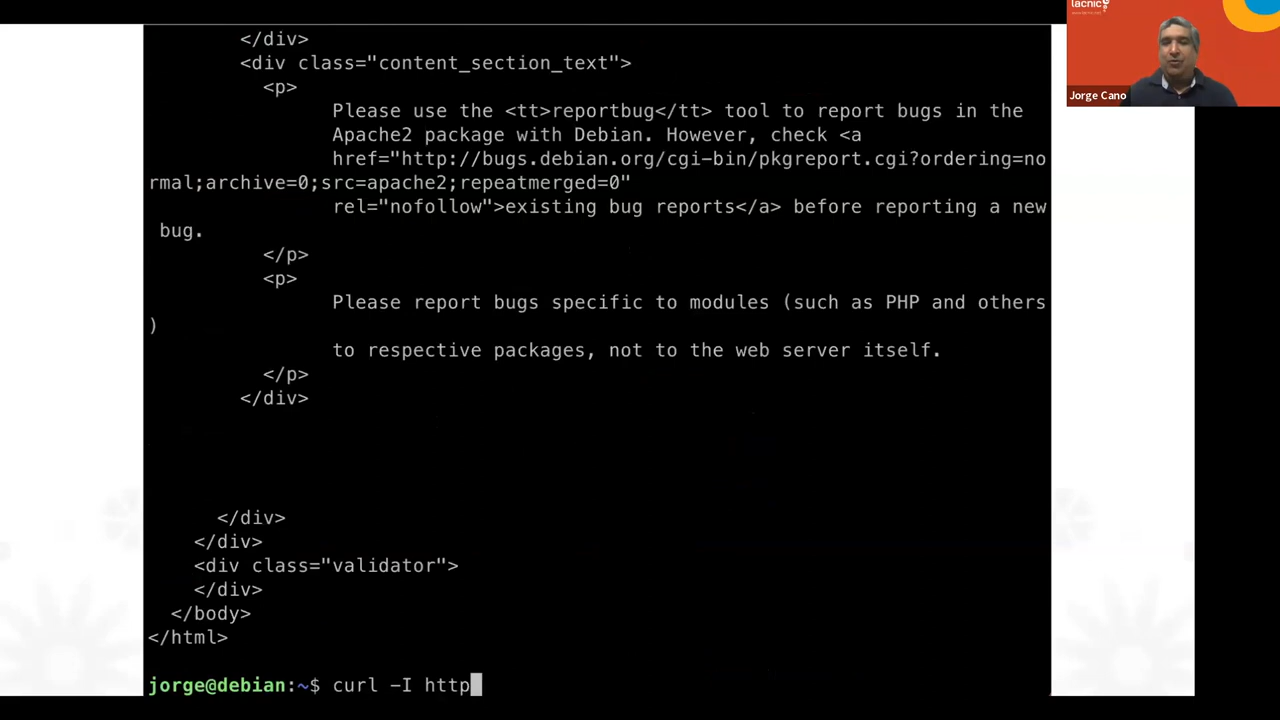 </div>
<div class="content_section_text">
<p>
Please use the <tt>reportbug</tt> tool to report bugs in the
Apache2 package with Debian. However, check <a
href="http://bugs.debian.org/cgi-bin/pkgreport.cgi?ordering=no
rmal;archive=0;src=apache2;repeatmerged=0"
rel="nofollow">existing bug reports</a> before reporting a new
bug.
</p>
<p>
Please report bugs specific to modules (such as PHP and others
)
to respective packages, not to the web server itself.
</p>
</div>
</div>
</div>
<div class="validator">
</div>
</body>
</html>
jorge@debian:~$ curl -I http
lacnic
Jorge Cano